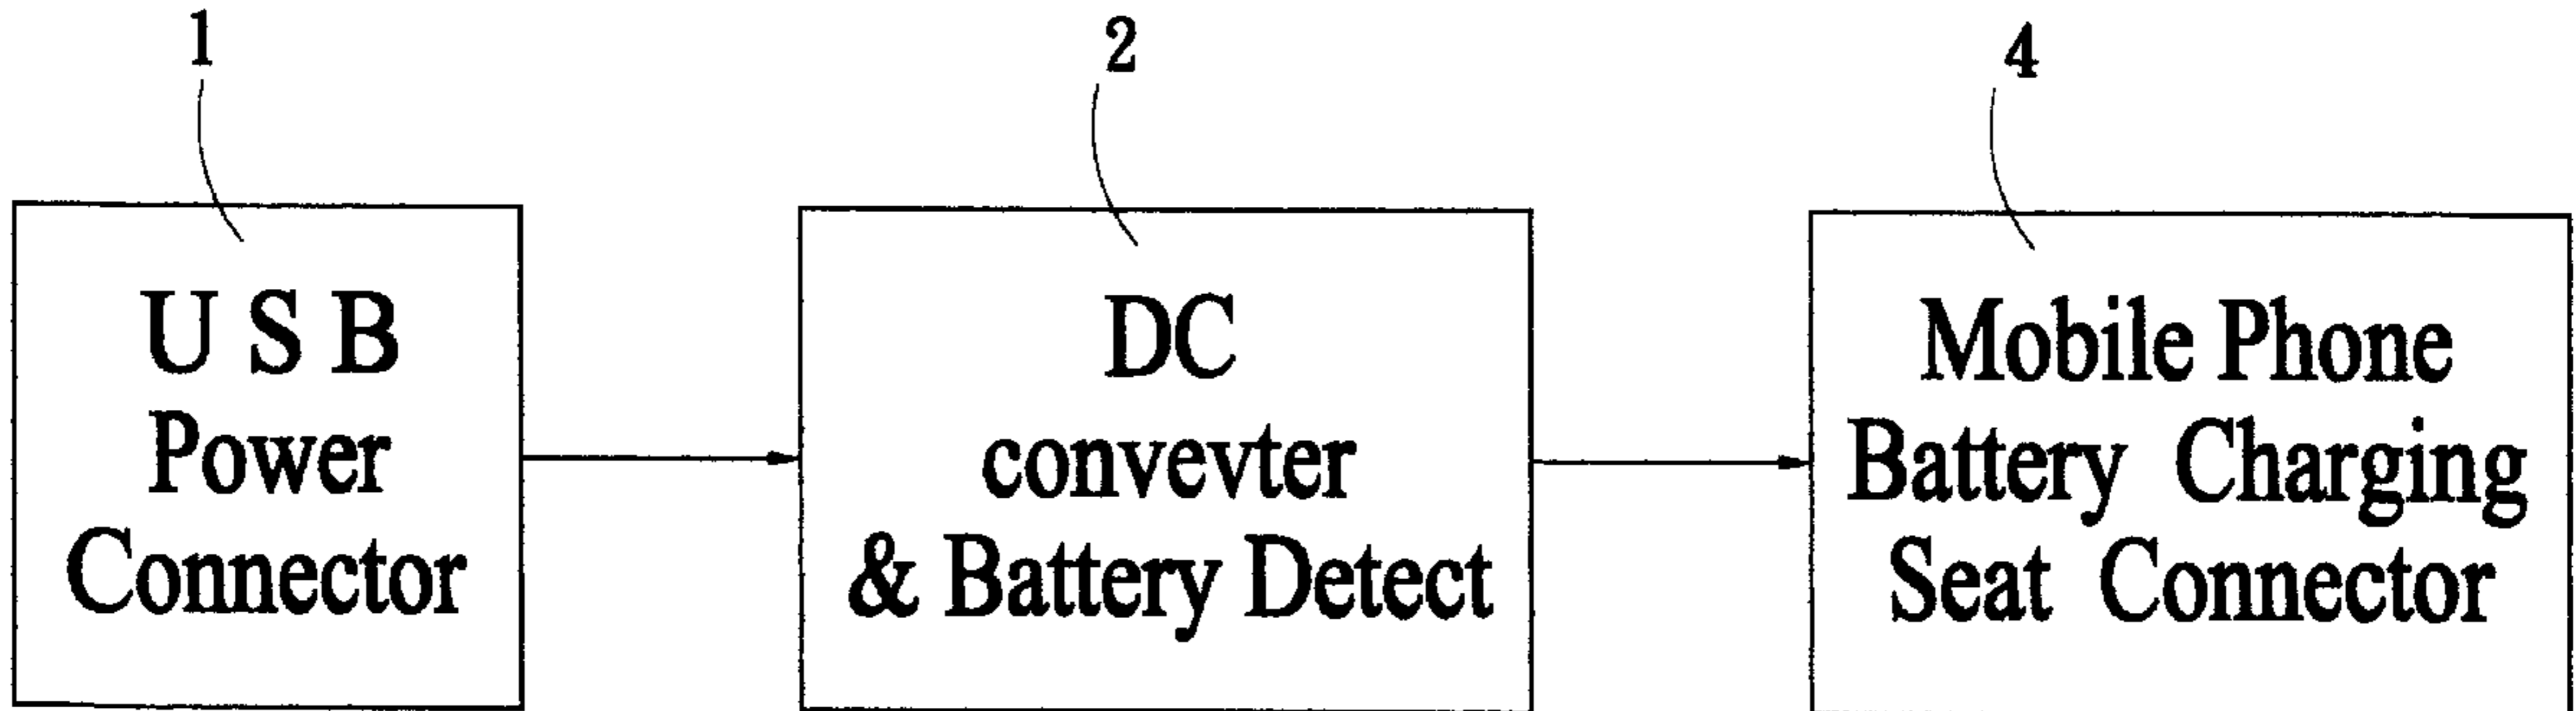 1
2
4
U S B
Power
Connector
DC
convevter
& Battery Detect
Mobile Phone
Battery Charging
Seat Connector